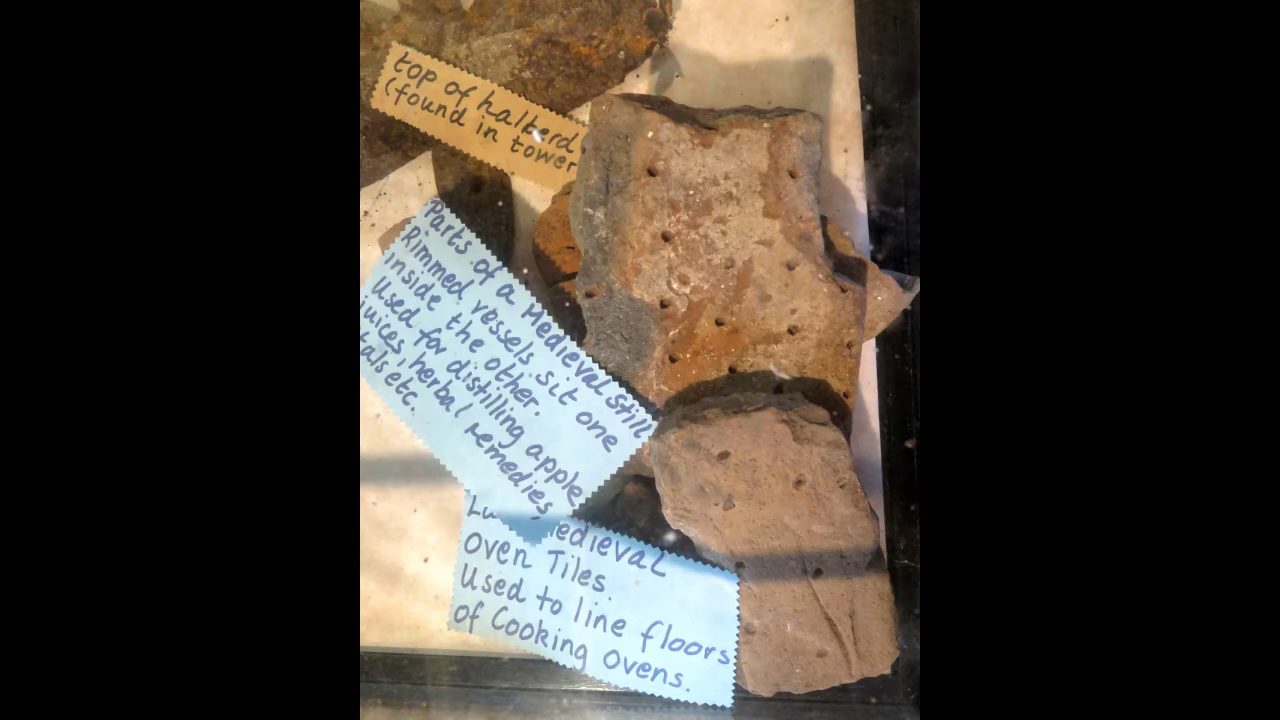 top of halberd.
(found in tower
Parts of a Medieval Still
Rimmed vessels sit one
inside the other.
Used for distilling apple
juices, herbal remedies,
etc.
Medieval
Oven Tiles.
Used to line floors
of Cooking Ovens.